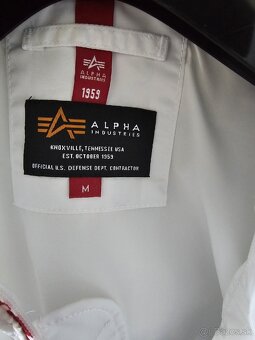 ALPHA
INDUSTRIES
1959
ALPHA
INDUSTRIES
KNOXVILLE, TENNESSEE USA
EST. OCTOBER 1959
OFFICIAL U.S. DEFENSE DEPT. CONTRACTOR
M